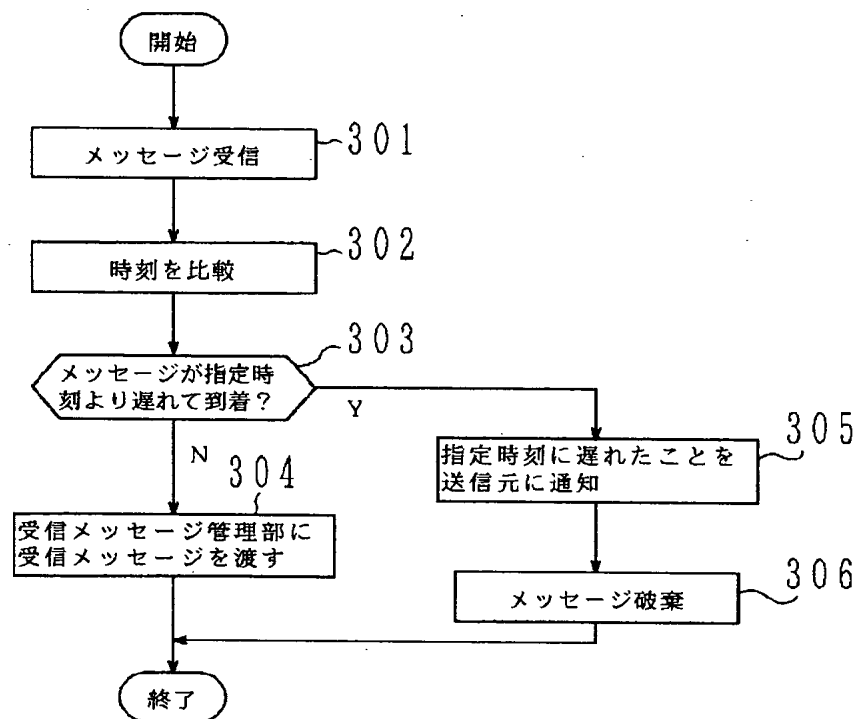 開始
メッセージ受信
301
時刻を比較
302
メッセージが指定時
刻より遅れて到着？
303
Y
N
304
受信メッセージ管理部に
受信メッセージを渡す
指定時刻に遅れたことを
送信元に通知
305
メッセージ破棄
306
終了